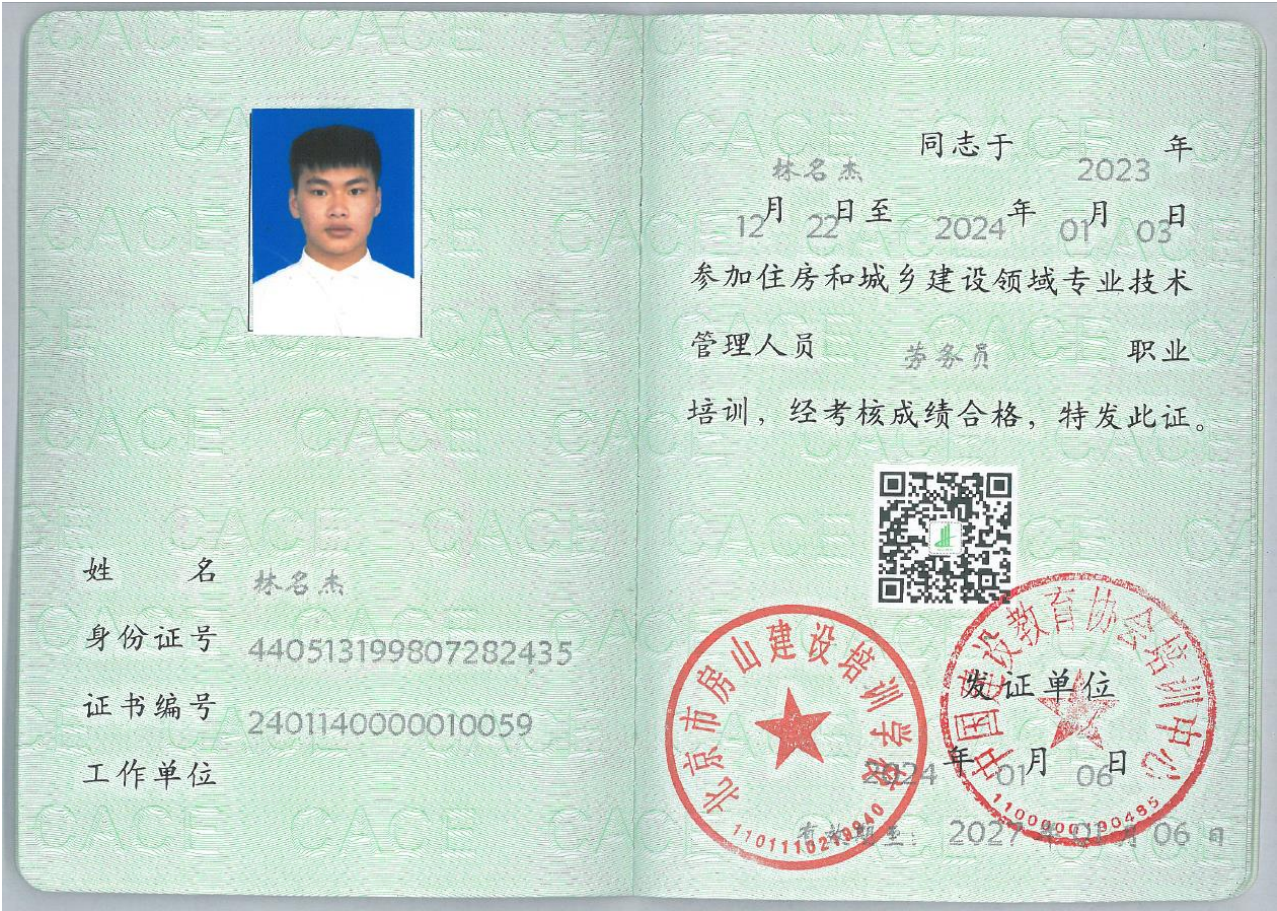 姓 名 林名杰
身份证号 440513199807282435
证书编号 2401140000010059
工作单位
林名杰 同志于 2023 年
12 月 22 日至 2024 年 01 月 03 日
参加住房和城乡建设领域专业技术
管理人员 劳务员 职业
培训，经考核成绩合格，特发此证。
北京市房山建设培训学校
中国建设教育协会培训中心
发证单位
2024 年 01 月 06 日
有效期至： 2027 年 01 月 06 日
CACE